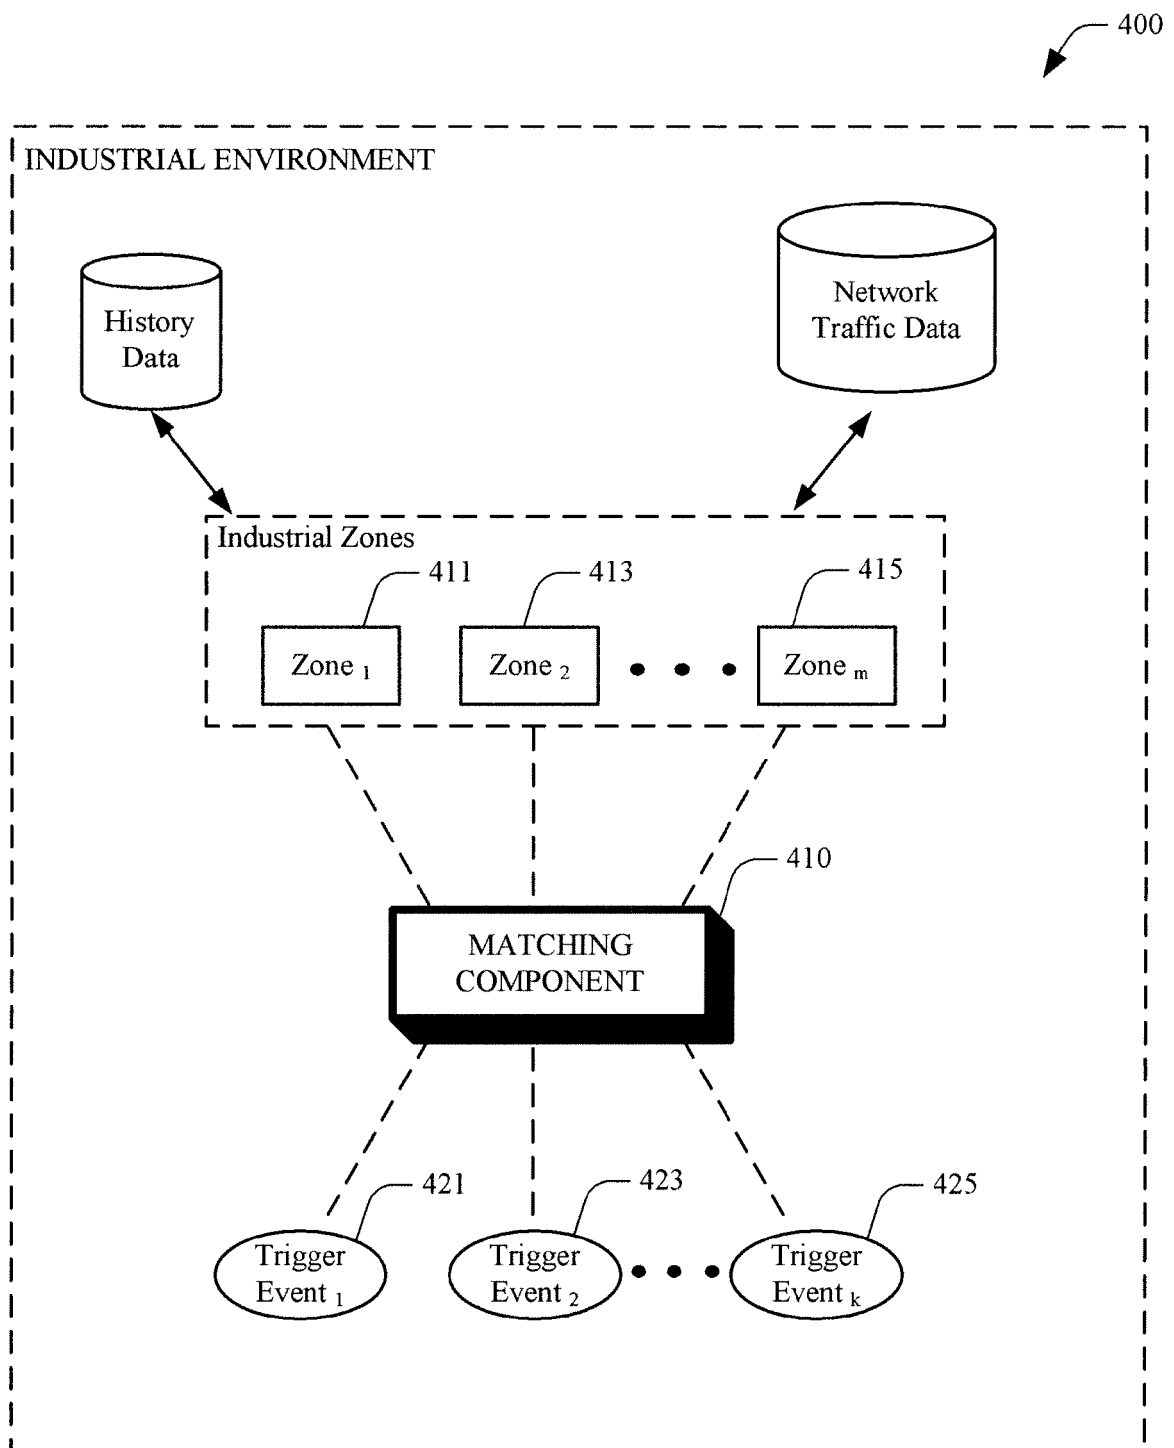 400
INDUSTRIAL ENVIRONMENT
History
Data
Network
Traffic Data
Industrial Zones
411
413
415
Zone 1
Zone 2
Zone m
410
MATCHING
COMPONENT
421
423
425
Trigger
Event 1
Trigger
Event 2
Trigger
Event k